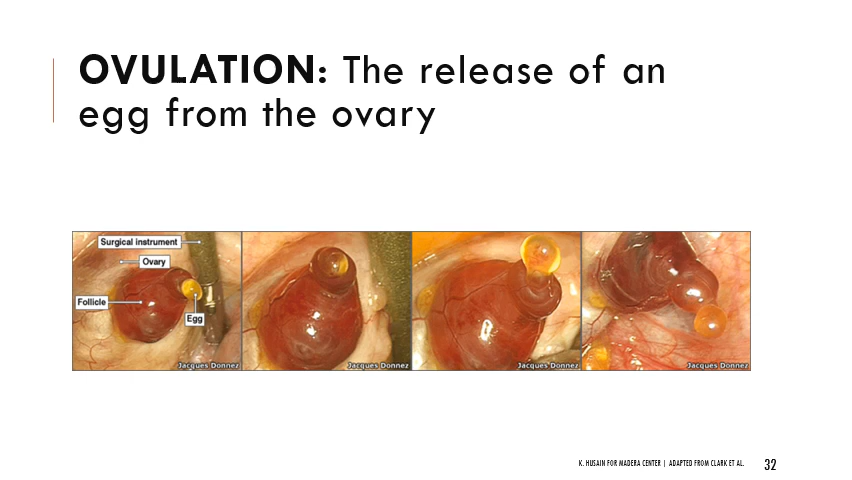 OVULATION: The release of an
egg from the ovary
Surgical instrument
Ovary
Follicle
Egg
Jacques Donnez
Jacques Donnez
Jacques Donnez
Jacques Donnez
K. HUSAIN FOR MADERA CENTER | ADAPTED FROM CLARK ET AL.
32